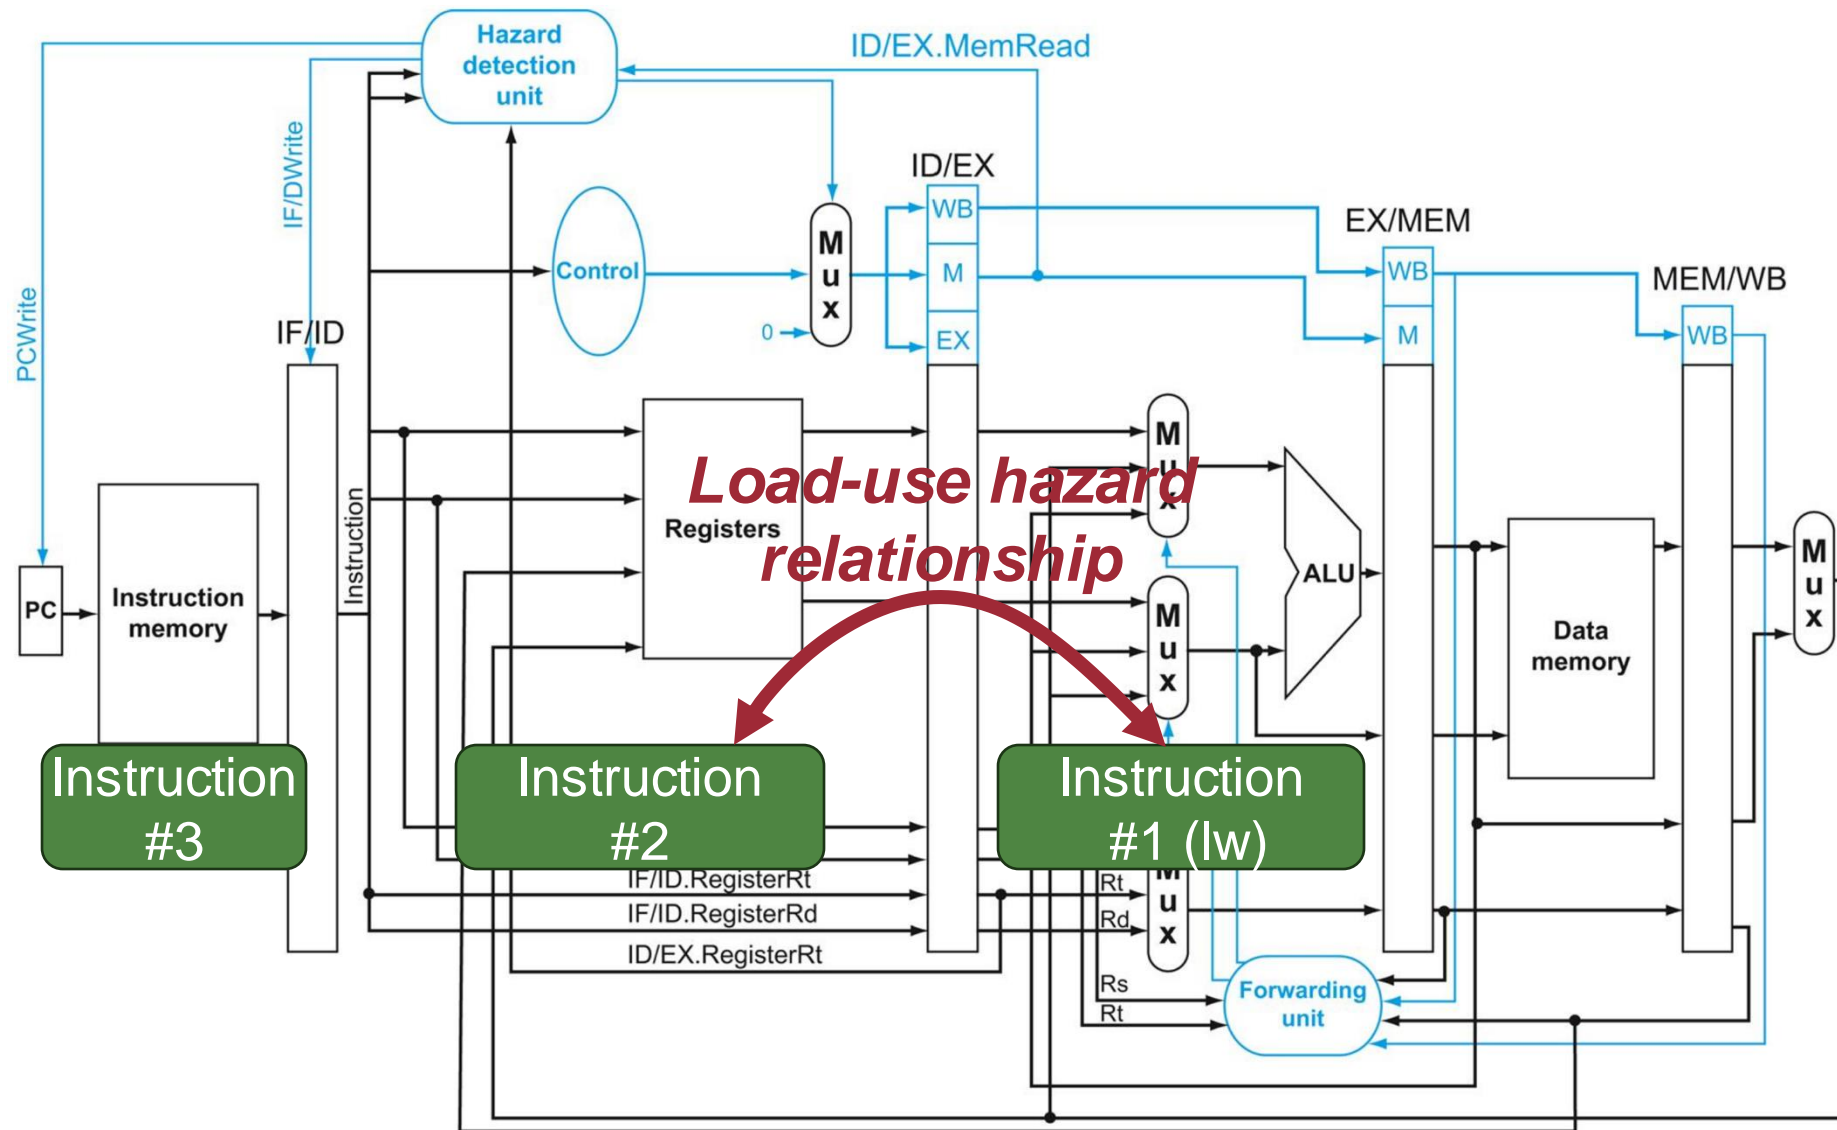 Hazard
detection
unit
ID/EX.MemRead
IF/DWrite
PCWrite
ID/EX
WB
M
EX
EX/MEM
WB
M
MEM/WB
WB
Control
M
u
x
0
IF/ID
Instruction
PC
Instruction
memory
Registers
Load-use hazard
relationship
M
u
x
M
u
x
ALU
Data
memory
M
u
x
Instruction
#3
Instruction
#2
Instruction
#1 (lw)
IF/ID.RegisterRt
IF/ID.RegisterRd
ID/EX.RegisterRt
Rt
Rd
Mux
Rs
Rt
Forwarding
unit